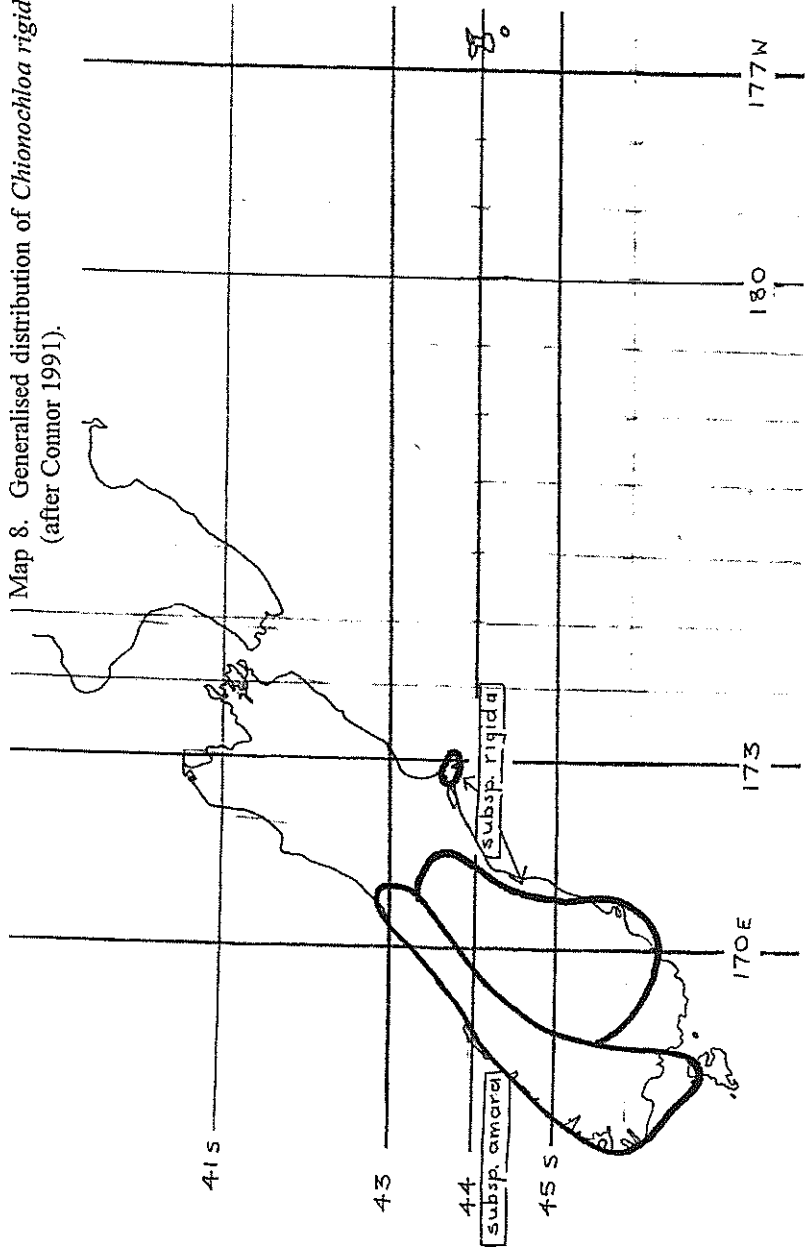 Map 8. Generalised distribution of Chionochloa rigid
(after Connor 1991).
41 S
43
44
45 S
subsp. amara
subsp. rigida
170 E
173
180
177 W